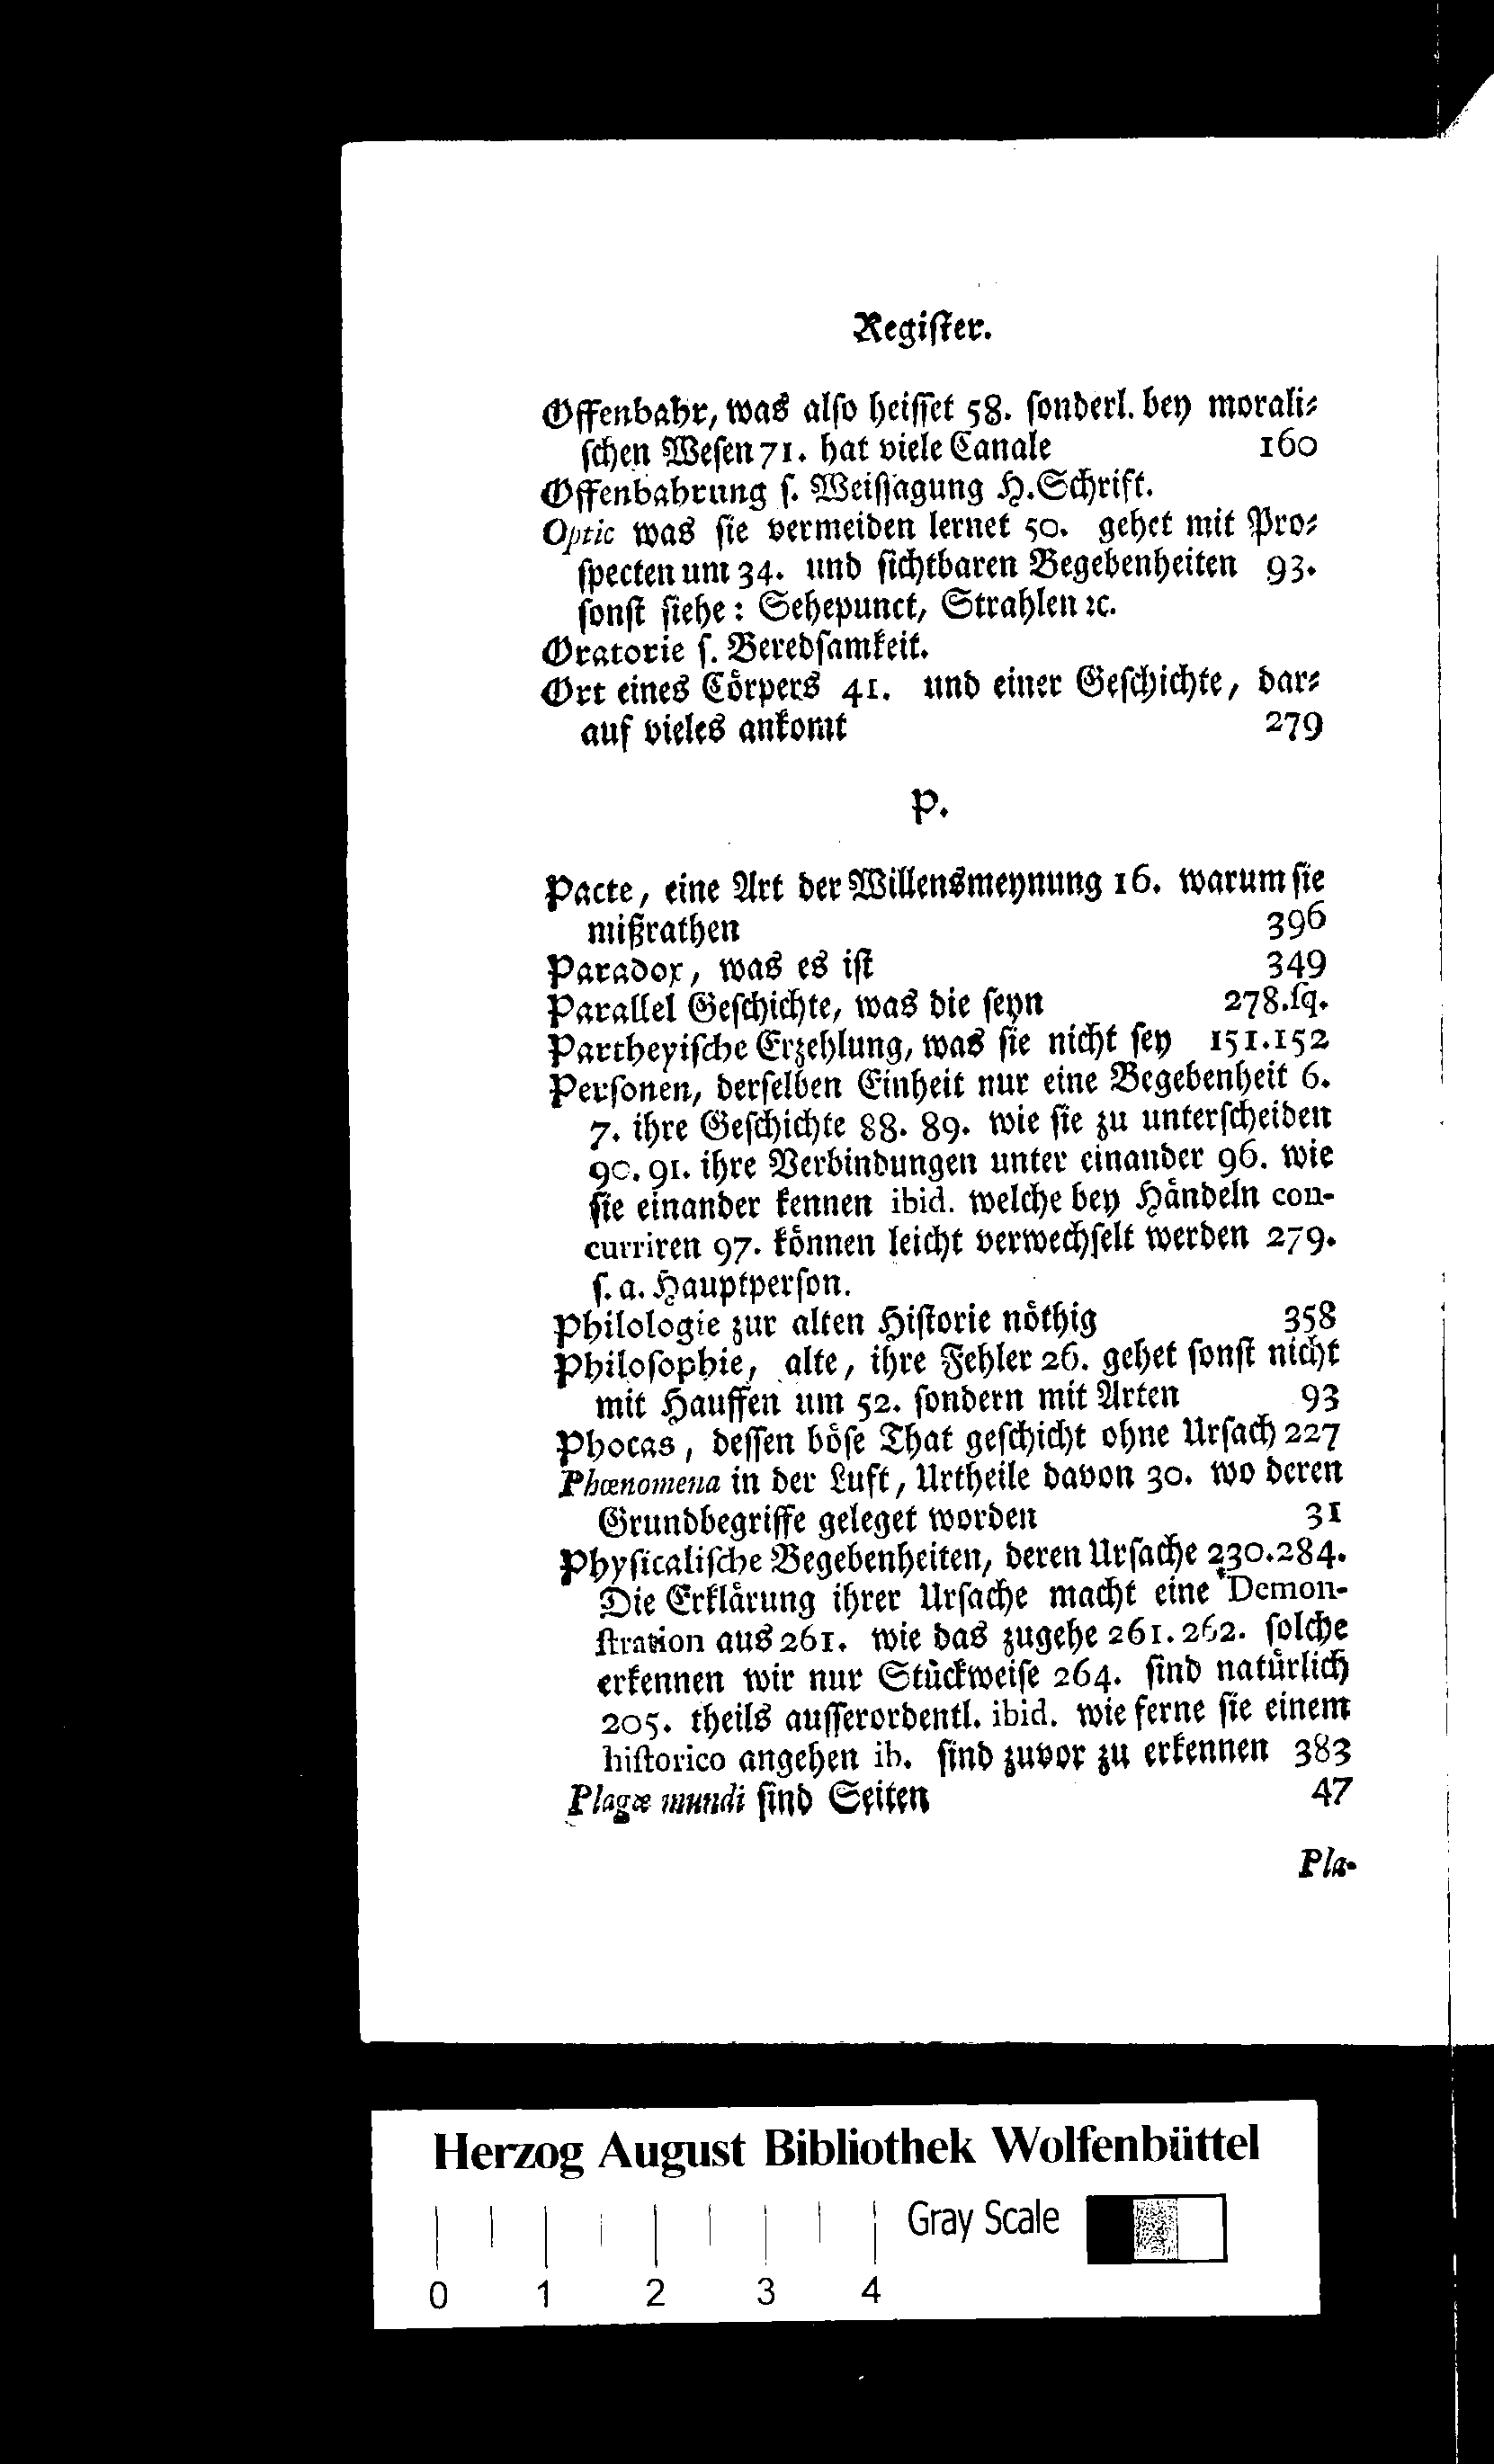 Regiſter.
Offenbahr, was alſo heiſſet 58. ſonderl. bey morali⸗
ſchen Weſen 71. hat viele Canale 160
Offenbahrung ſ. Weiſſagung H. Schrift.
Optic was ſie vermeiden lernet 50. gehet mit Pro⸗
ſpecten um 34. und ſichtbaren Begebenheiten 93.
ſonſt ſiehe: Sehepunct, Strahlen ꝛc.
Oratorie ſ. Beredſamkeit.
Ort eines Cörpers 41. und einer Geſchichte, dar⸗
auf vieles ankomt 279
P.
Pacte, eine Art der Willensmeynung 16. warum ſie
mißrathen 396
Paradox, was es iſt 349
Parallel Geſchichte, was die ſeyn 278.ſq.
Partheyiſche Erzehlung, was ſie nicht ſey 151.152
Perſonen, derſelben Einheit nur eine Begebenheit 6.
7. ihre Geſchichte 88. 89. wie ſie zu unterſcheiden
90. 91. ihre Verbindungen unter einander 96. wie
ſie einander kennen ibid. welche bey Händeln con-
curriren 97. können leicht verwechſelt werden 279.
ſ. a. Hauptperſon.
Philologie zur alten Hiſtorie nöthig 358
Philoſophie, alte, ihre Fehler 26. gehet ſonſt nicht
mit Hauffen um 52. ſondern mit Arten 93
Phocas, deſſen böſe That geſchicht ohne Urſach 227
Phœnomena in der Luft, Urtheile davon 30. wo deren
Grundbegriffe geleget worden 31
Phyſicaliſche Begebenheiten, deren Urſache 230.284.
Die Erklärung ihrer Urſache macht eine Demon-
ſtration aus 261. wie das zugehe 261. 262. ſolche
erkennen wir nur Stückweiſe 264. ſind natürlich
205. theils auſſerordentl. ibid. wie ferne ſie einem
hiſtorico angehen ib. ſind zuvor zu erkennen 383
Plagæ mundi ſind Seiten 47
Pla-
Herzog August Bibliothek Wolfenbüttel
Gray Scale
0 1 2 3 4